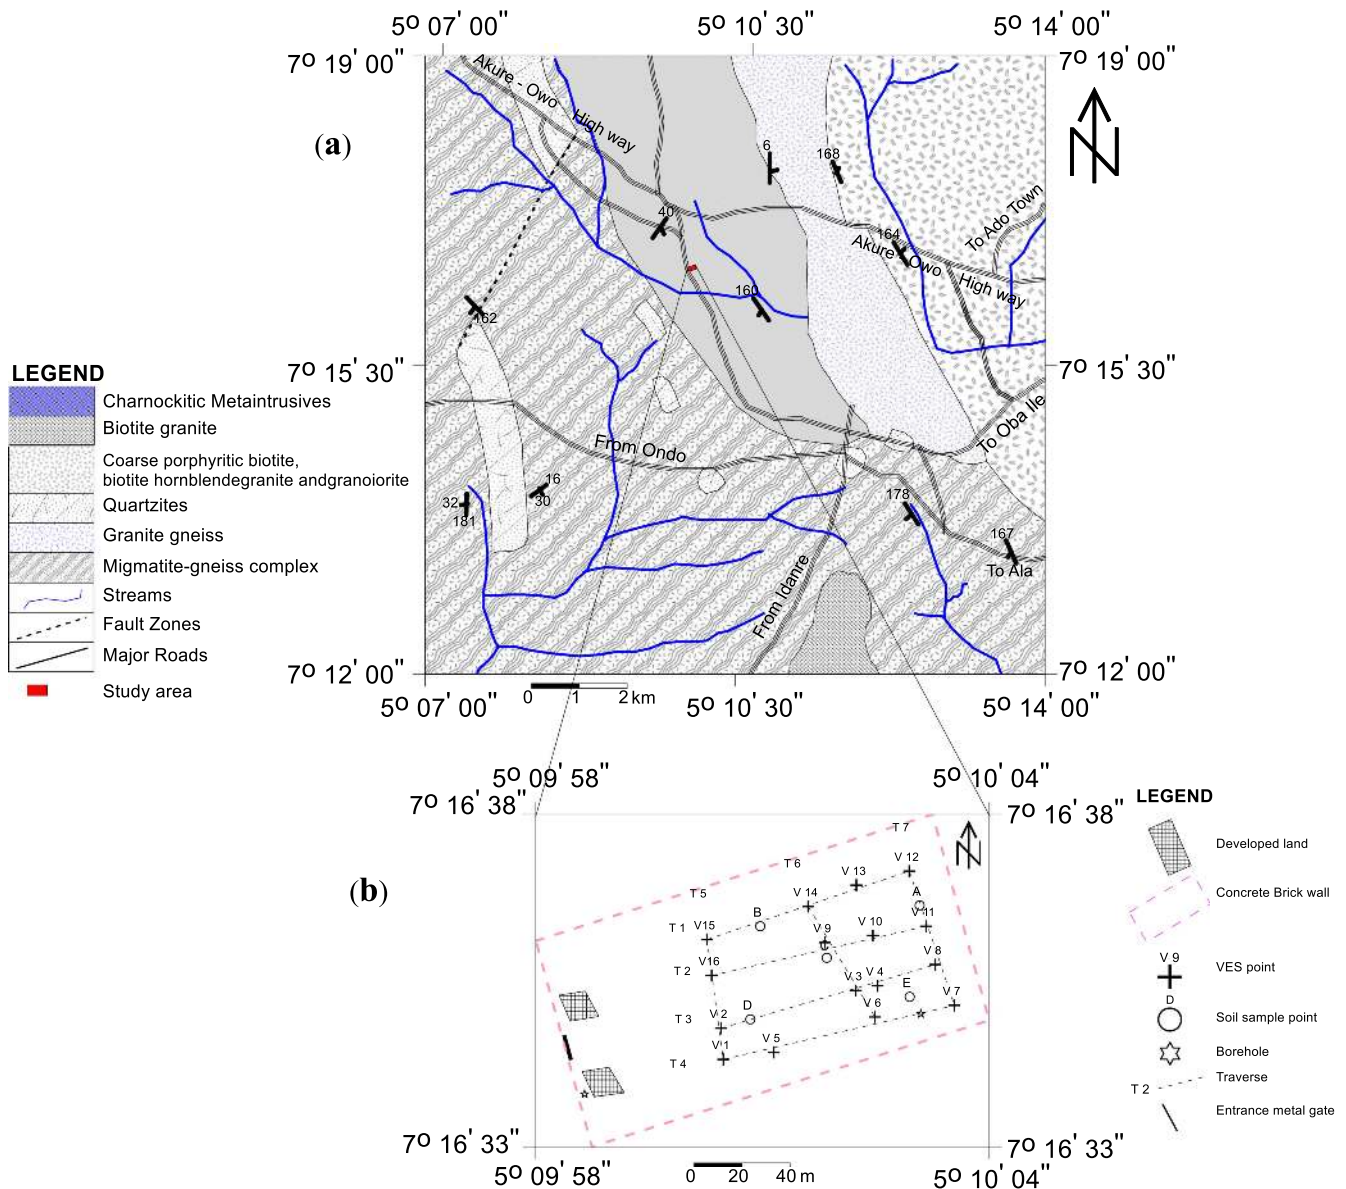 5º 07' 00" 5º 10' 30" 5º 14' 00"
7º 19' 00" 7º 19' 00"
(a)
Akure - Owo
High way
6
168
40
164
Akure - Owo
High way
To Ado Town
160
162
7º 15' 30" 7º 15' 30"
To Oba Ile
From Ondo
16
30
32
181
178
167
To Ala
From Idanre
7º 12' 00" 7º 12' 00"
0 1 2 km
5º 07' 00" 5º 10' 30" 5º 14' 00"
LEGEND
Charnockitic Metaintrusives
Biotite granite
Coarse porphyritic biotite,
biotite hornblendegranite andgranoiorite
Quartzites
Granite gneiss
Migmatite-gneiss complex
Streams
Fault Zones
Major Roads
Study area
5º 09' 58" 5º 10' 04"
7º 16' 38" 7º 16' 38"
(b)
T 7
T 6
T 5
V 12
V 13
V 14
A
B
T 1 V15
V 11
V 10
V 9
C
V 8
T 2 V16
V 3 V 4
E
V 7
D
T 3 V 2
V 6
V 1
V 5
T 4
7º 16' 33" 7º 16' 33"
5º 09' 58" 5º 10' 04"
0 20 40 m
LEGEND
Developed land
Concrete Brick wall
V 9
VES point
D
Soil sample point
Borehole
Traverse
T 2
Entrance metal gate